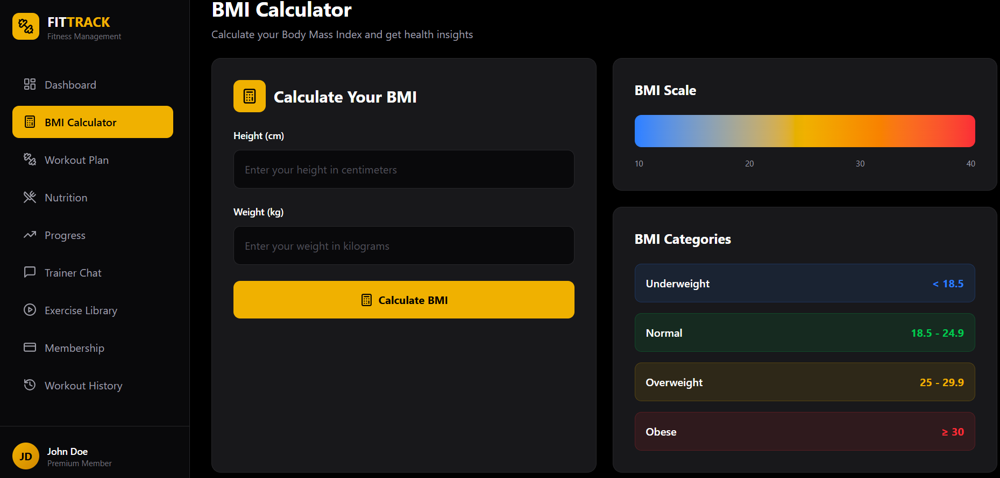 FITTRACK
Fitness Management
Dashboard
BMI Calculator
Workout Plan
Nutrition
Progress
Trainer Chat
Exercise Library
Membership
Workout History
JD
John Doe
Premium Member
BMI Calculator
Calculate your Body Mass Index and get health insights
Calculate Your BMI
Height (cm)
Enter your height in centimeters
Weight (kg)
Enter your weight in kilograms
Calculate BMI
BMI Scale
10 20 30 40
BMI Categories
Underweight < 18.5
Normal 18.5 - 24.9
Overweight 25 - 29.9
Obese ≥ 30